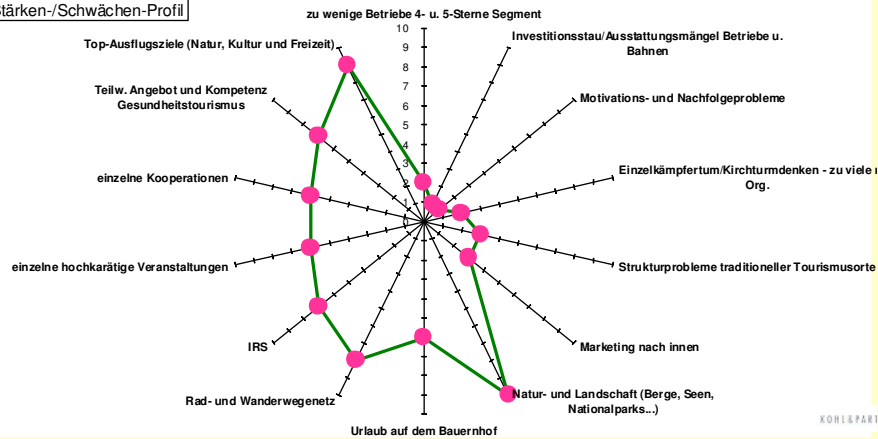 Stärken-/Schwächen-Profil
zu wenige Betriebe 4- u. 5-Sterne Segment
10
9
8
7
6
5
4
3
2
1
0
Investitionsstau/Ausstattungsmängel Betriebe u.
Bahnen
Motivations- und Nachfolgeprobleme
Einzelkämpfertum/Kirchturmdenken - zu viele
Org.
Strukturprobleme traditioneller Tourismusorte
Marketing nach innen
Natur- und Landschaft (Berge, Seen,
Nationalparks...)
Urlaub auf dem Bauernhof
Rad- und Wanderwegenetz
IRS
einzelne hochkarätige Veranstaltungen
einzelne Kooperationen
Teilw. Angebot und Kompetenz
Gesundheitstourismus
Top-Ausflugsziele (Natur, Kultur und Freizeit)
KOHL&PART